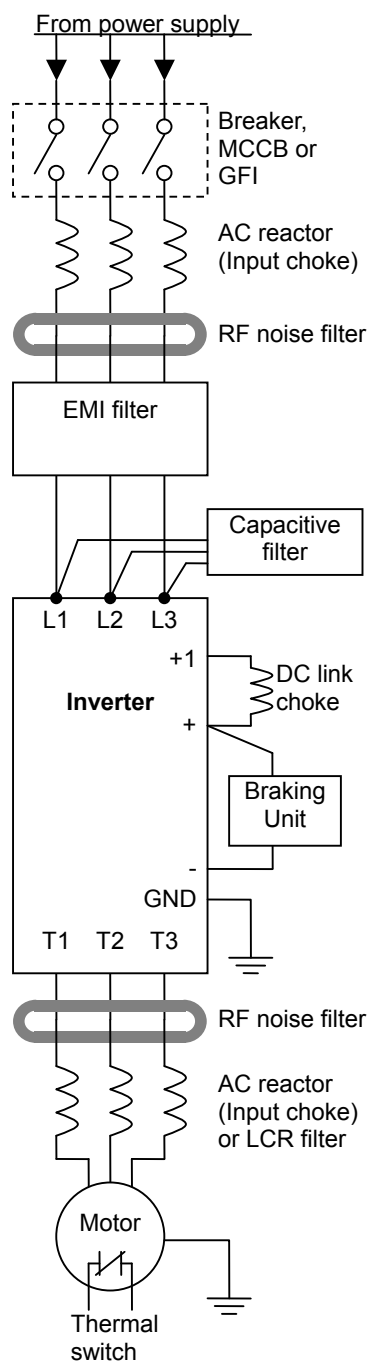 From power supply
Breaker,
MCCB or
GFI
AC reactor
(Input choke)
RF noise filter
EMI filter
Capacitive
filter
L1 L2 L3
+1
DC link
choke
Inverter
+
Braking
Unit
-
GND
T1 T2 T3
RF noise filter
AC reactor
(Input choke)
or LCR filter
Motor
Thermal
switch